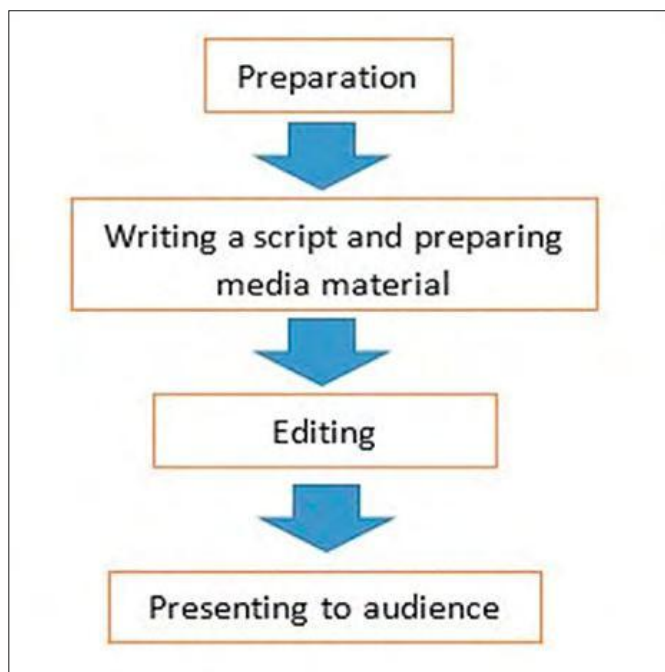 Preparation
Writing a script and preparing
media material
Editing
Presenting to audience